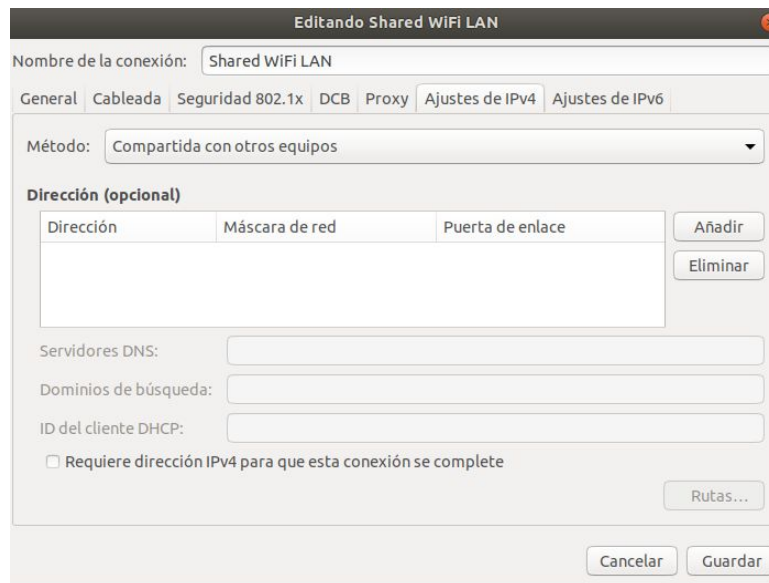 Editando Shared WiFi LAN
Nombre de la conexión: Shared WiFi LAN
General Cableada Seguridad 802.1x DCB Proxy Ajustes de IPv4 Ajustes de IPv6
Método: Compartida con otros equipos
Dirección (opcional)
Dirección Máscara de red Puerta de enlace Añadir
Eliminar
Servidores DNS:
Dominios de búsqueda:
ID del cliente DHCP:
Requiere dirección IPv4 para que esta conexión se complete
Rutas...
Cancelar Guardar